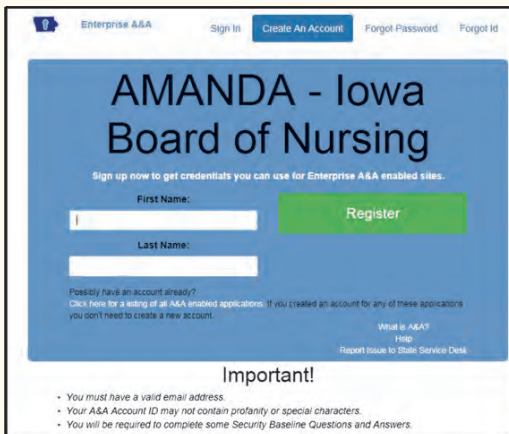 Enterprise A&A Sign In Create An Account Forgot Password Forgot Id
AMANDA - Iowa
Board of Nursing
Sign up now to get credentials you can use for Enterprise A&A enabled sites.
First Name:
Register
Last Name:
Possibly have an account already?
Click here for a listing of all A&A enabled applications. If you created an account for any of these applications
you don't need to create a new account.
What is A&A?
Help
Report Issue to State Service Desk
Important!
• You must have a valid email address.
• Your A&A Account ID may not contain profanity or special characters.
• You will be required to complete some Security Baseline Questions and Answers.